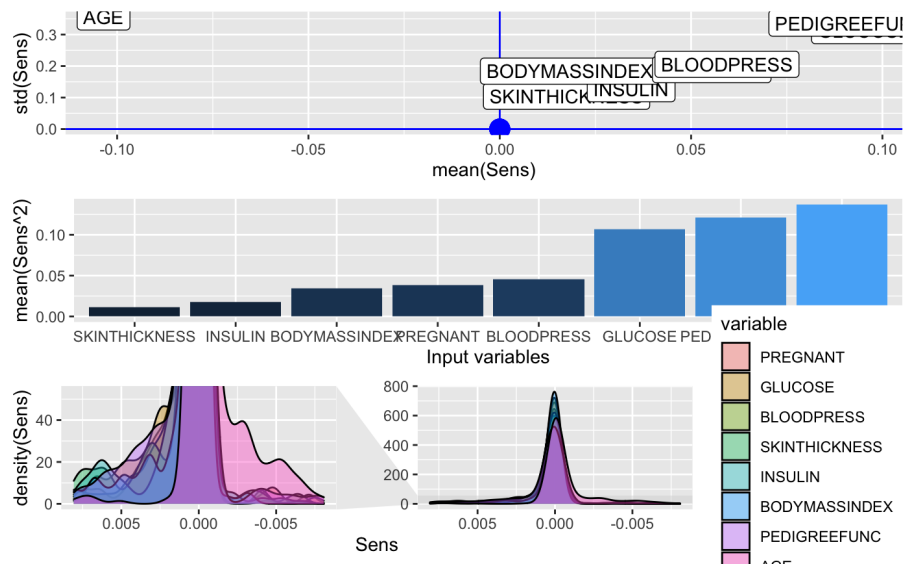 AGE
PEDIGREEFU
BLOODPRESS
BODYMASSINDEX
INSULIN
SKINTHICKNESS
std(Sens)
0.3
0.2
0.1
0.0
-0.10 -0.05 0.00 0.05 0.10
mean(Sens)
mean(Sens^2)
0.10
0.05
0.00
SKINTHICKNESS INSULIN BODYMASSINDEX PREGNANT BLOODPRESS GLUCOSE PED
Input variables
variable
PREGNANT
GLUCOSE
BLOODPRESS
SKINTHICKNESS
INSULIN
BODYMASSINDEX
PEDIGREEFUNC
AGE
density(Sens)
40
20
0
0.005 0.000 -0.005
800
600
400
200
0
0.005 0.000 -0.005
Sens